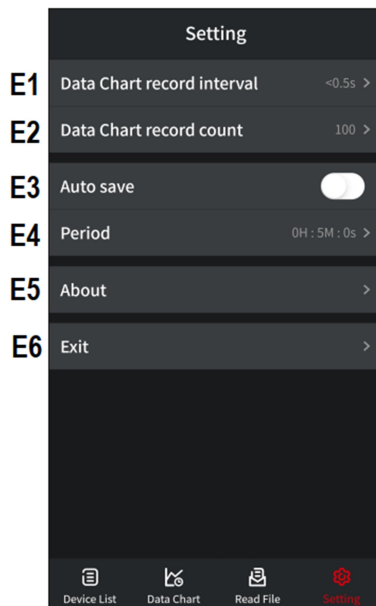 Setting
E1 Data Chart record interval <0.5s >
E2 Data Chart record count 100 >
E3 Auto save
E4 Period 0H : 5M : 0s >
E5 About >
E6 Exit >
Device List Data Chart Read File Setting